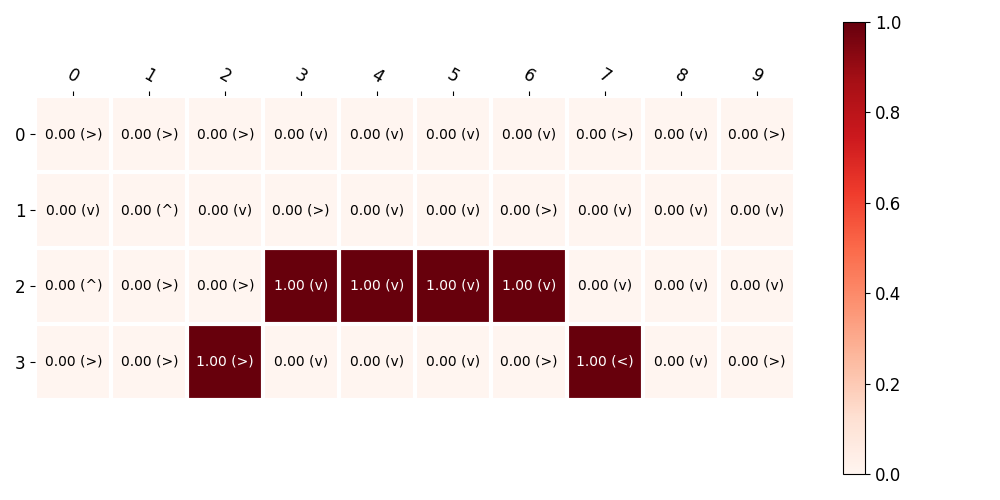 0 1 2 3 4 5 6 7 8 9
0 0.00 (>) 0.00 (>) 0.00 (>) 0.00 (v) 0.00 (v) 0.00 (v) 0.00 (v) 0.00 (>) 0.00 (v) 0.00 (>)
1 0.00 (v) 0.00 (^) 0.00 (v) 0.00 (>) 0.00 (v) 0.00 (v) 0.00 (>) 0.00 (v) 0.00 (v) 0.00 (v)
2 0.00 (^) 0.00 (>) 0.00 (>) 1.00 (v) 1.00 (v) 1.00 (v) 1.00 (v) 0.00 (v) 0.00 (v) 0.00 (v)
3 0.00 (>) 0.00 (>) 1.00 (>) 0.00 (v) 0.00 (v) 0.00 (v) 0.00 (>) 1.00 (<) 0.00 (v) 0.00 (>)
1.0
0.8
0.6
0.4
0.2
0.0